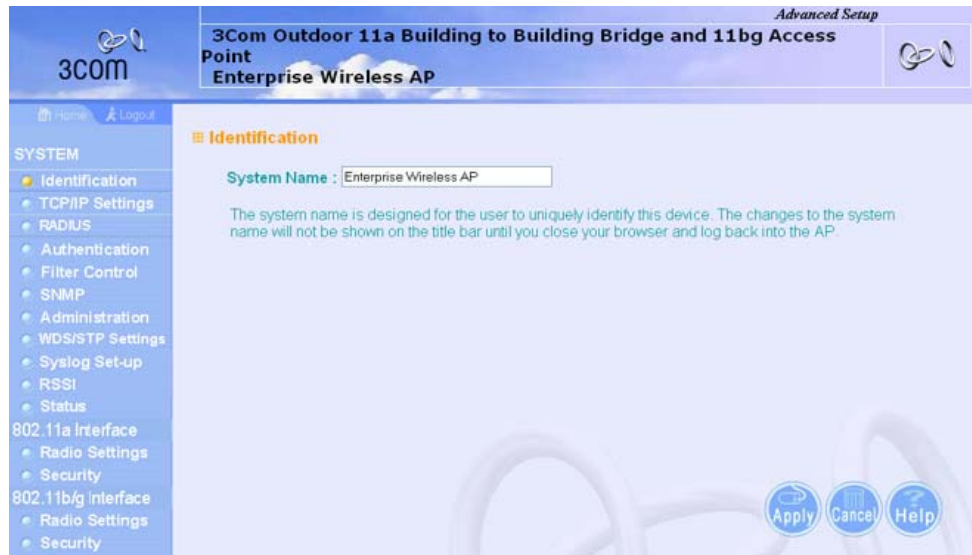 Advanced Setup
3Com Outdoor 11a Building to Building Bridge and 11bg Access
Point
Enterprise Wireless AP
3COM
Home
Logout
SYSTEM
Identification
TCP/IP Settings
RADIUS
Authentication
Filter Control
SNMP
Administration
WDS/STP Settings
Syslog Set-up
RSSI
Status
802.11a Interface
Radio Settings
Security
802.11b/g Interface
Radio Settings
Security
Identification
System Name : Enterprise Wireless AP
The system name is designed for the user to uniquely identify this device. The changes to the system
name will not be shown on the title bar until you close your browser and log back into the AP.
Apply
Cancel
Help